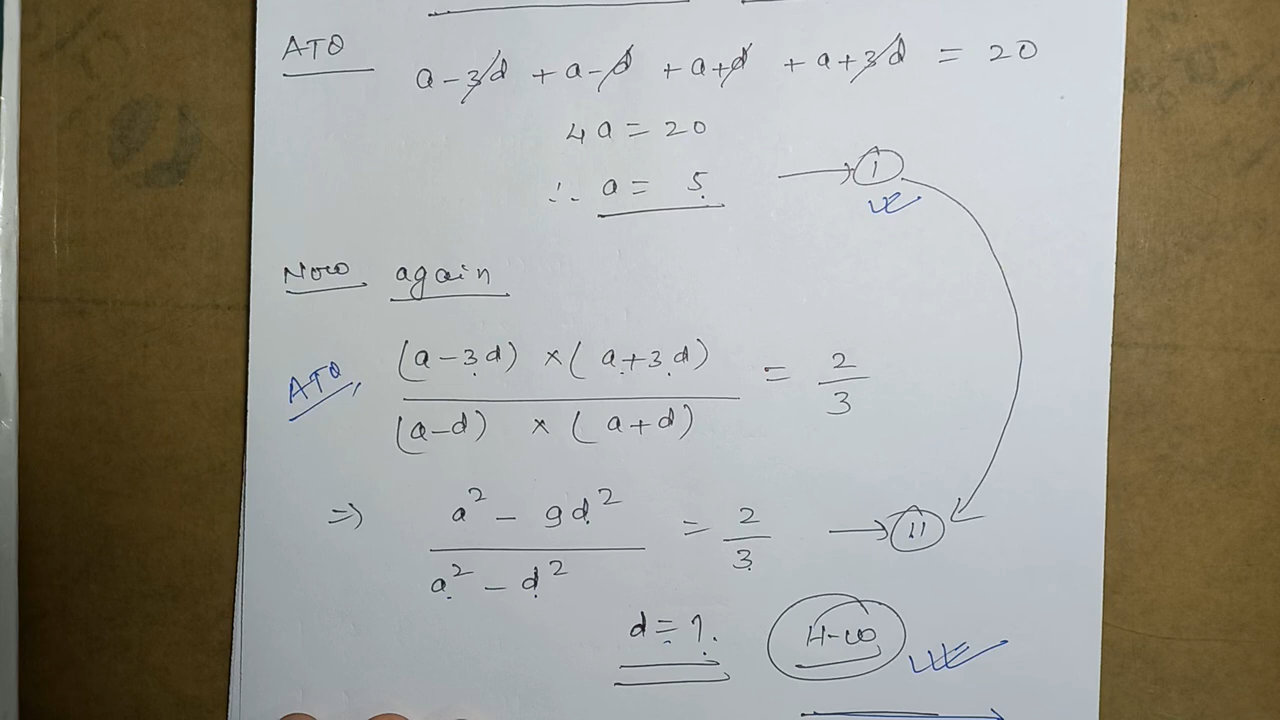 ATQ
a-3d + a-d + a+d + a+3d = 20
4a = 20
∴ a = 5. → I
Now again
ATQ, (a-3d) × (a+3d) / (a-d) × (a+d) = 2/3
⇒ a² - 9d² / a² - d² = 2/3 → II
d = ?. H-W